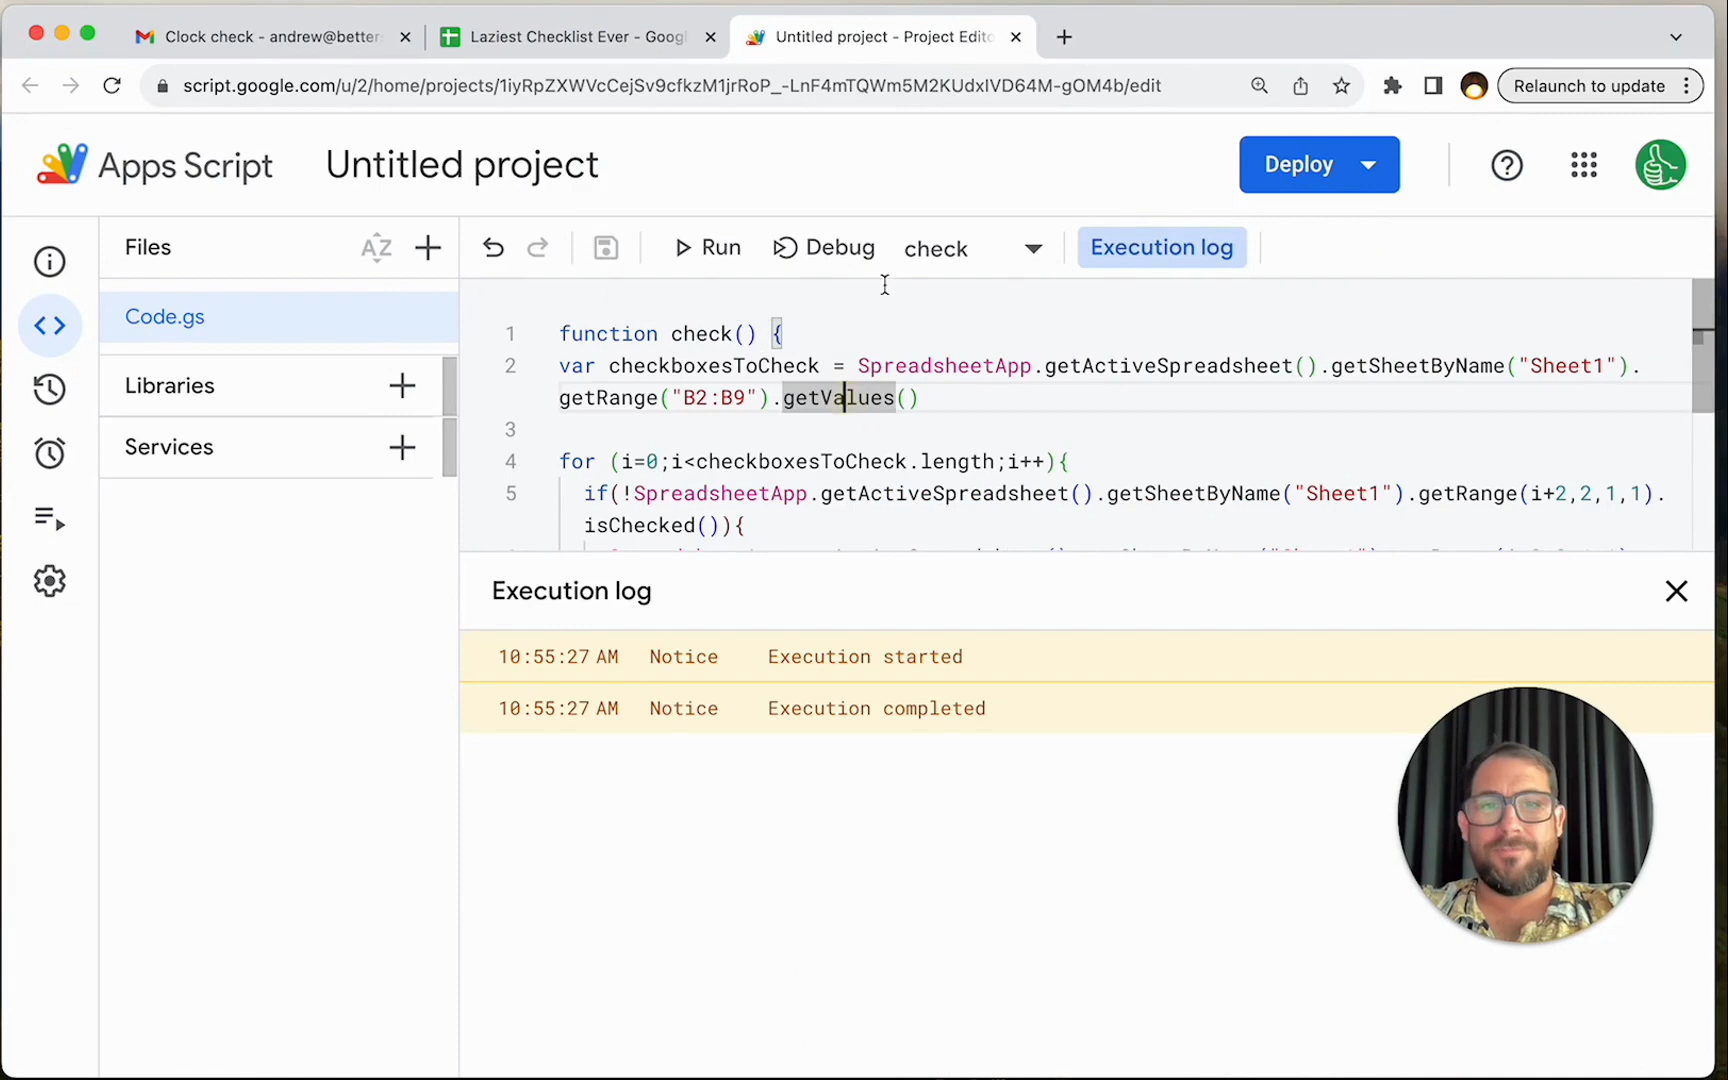 Clock check - andrew@better
Laziest Checklist Ever - Goog
Untitled project - Project Edito
script.google.com/u/2/home/projects/1iyRpZXWVcCejSv9cfkzM1jrRoP_-LnF4mTQWm5M2KUdxIVD64M-gOM4b/edit
Relaunch to update
Apps Script
Untitled project
Deploy
Files
AZ
Run
Debug
check
Execution log
Code.gs
Libraries
Services
1 function check() {
2 var checkboxesToCheck = SpreadsheetApp.getActiveSpreadsheet().getSheetByName("Sheet1").
getRange("B2:B9").getValues()
3
4 for (i=0;i<checkboxesToCheck.length;i++){
5 if(!SpreadsheetApp.getActiveSpreadsheet().getSheetByName("Sheet1").getRange(i+2,2,1,1).
isChecked()){
Execution log
10:55:27 AM Notice Execution started
10:55:27 AM Notice Execution completed